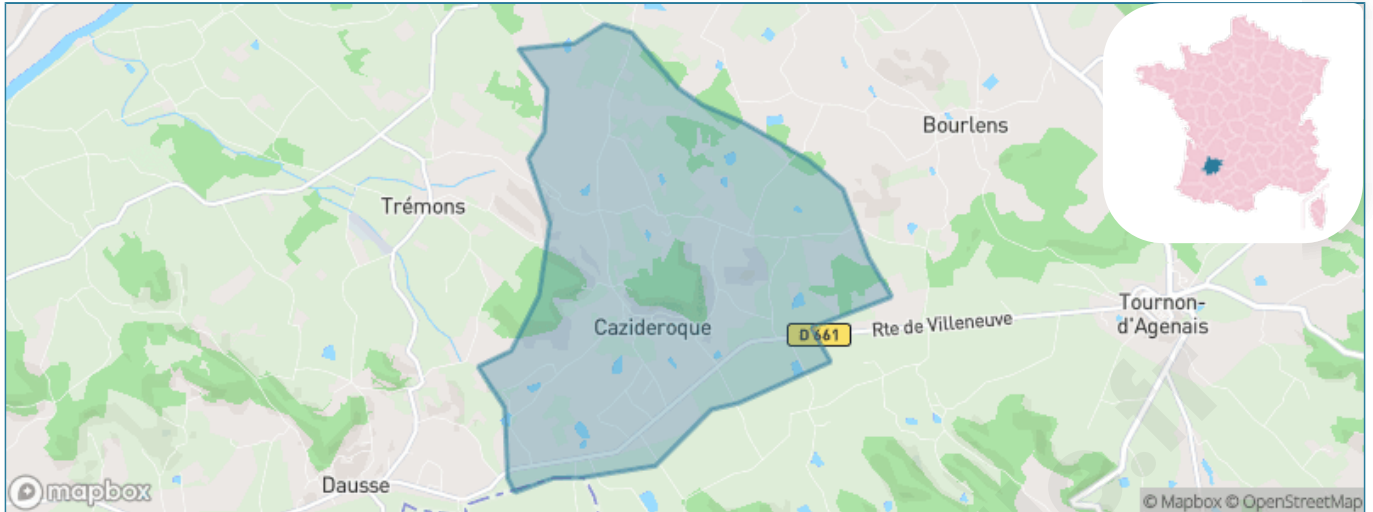 Bourlens
Trémons
Tournon-
d'Agenais
Cazideroque
D 661
Rte de Villeneuve
Dausse
mapbox
© Mapbox © OpenStreetMap